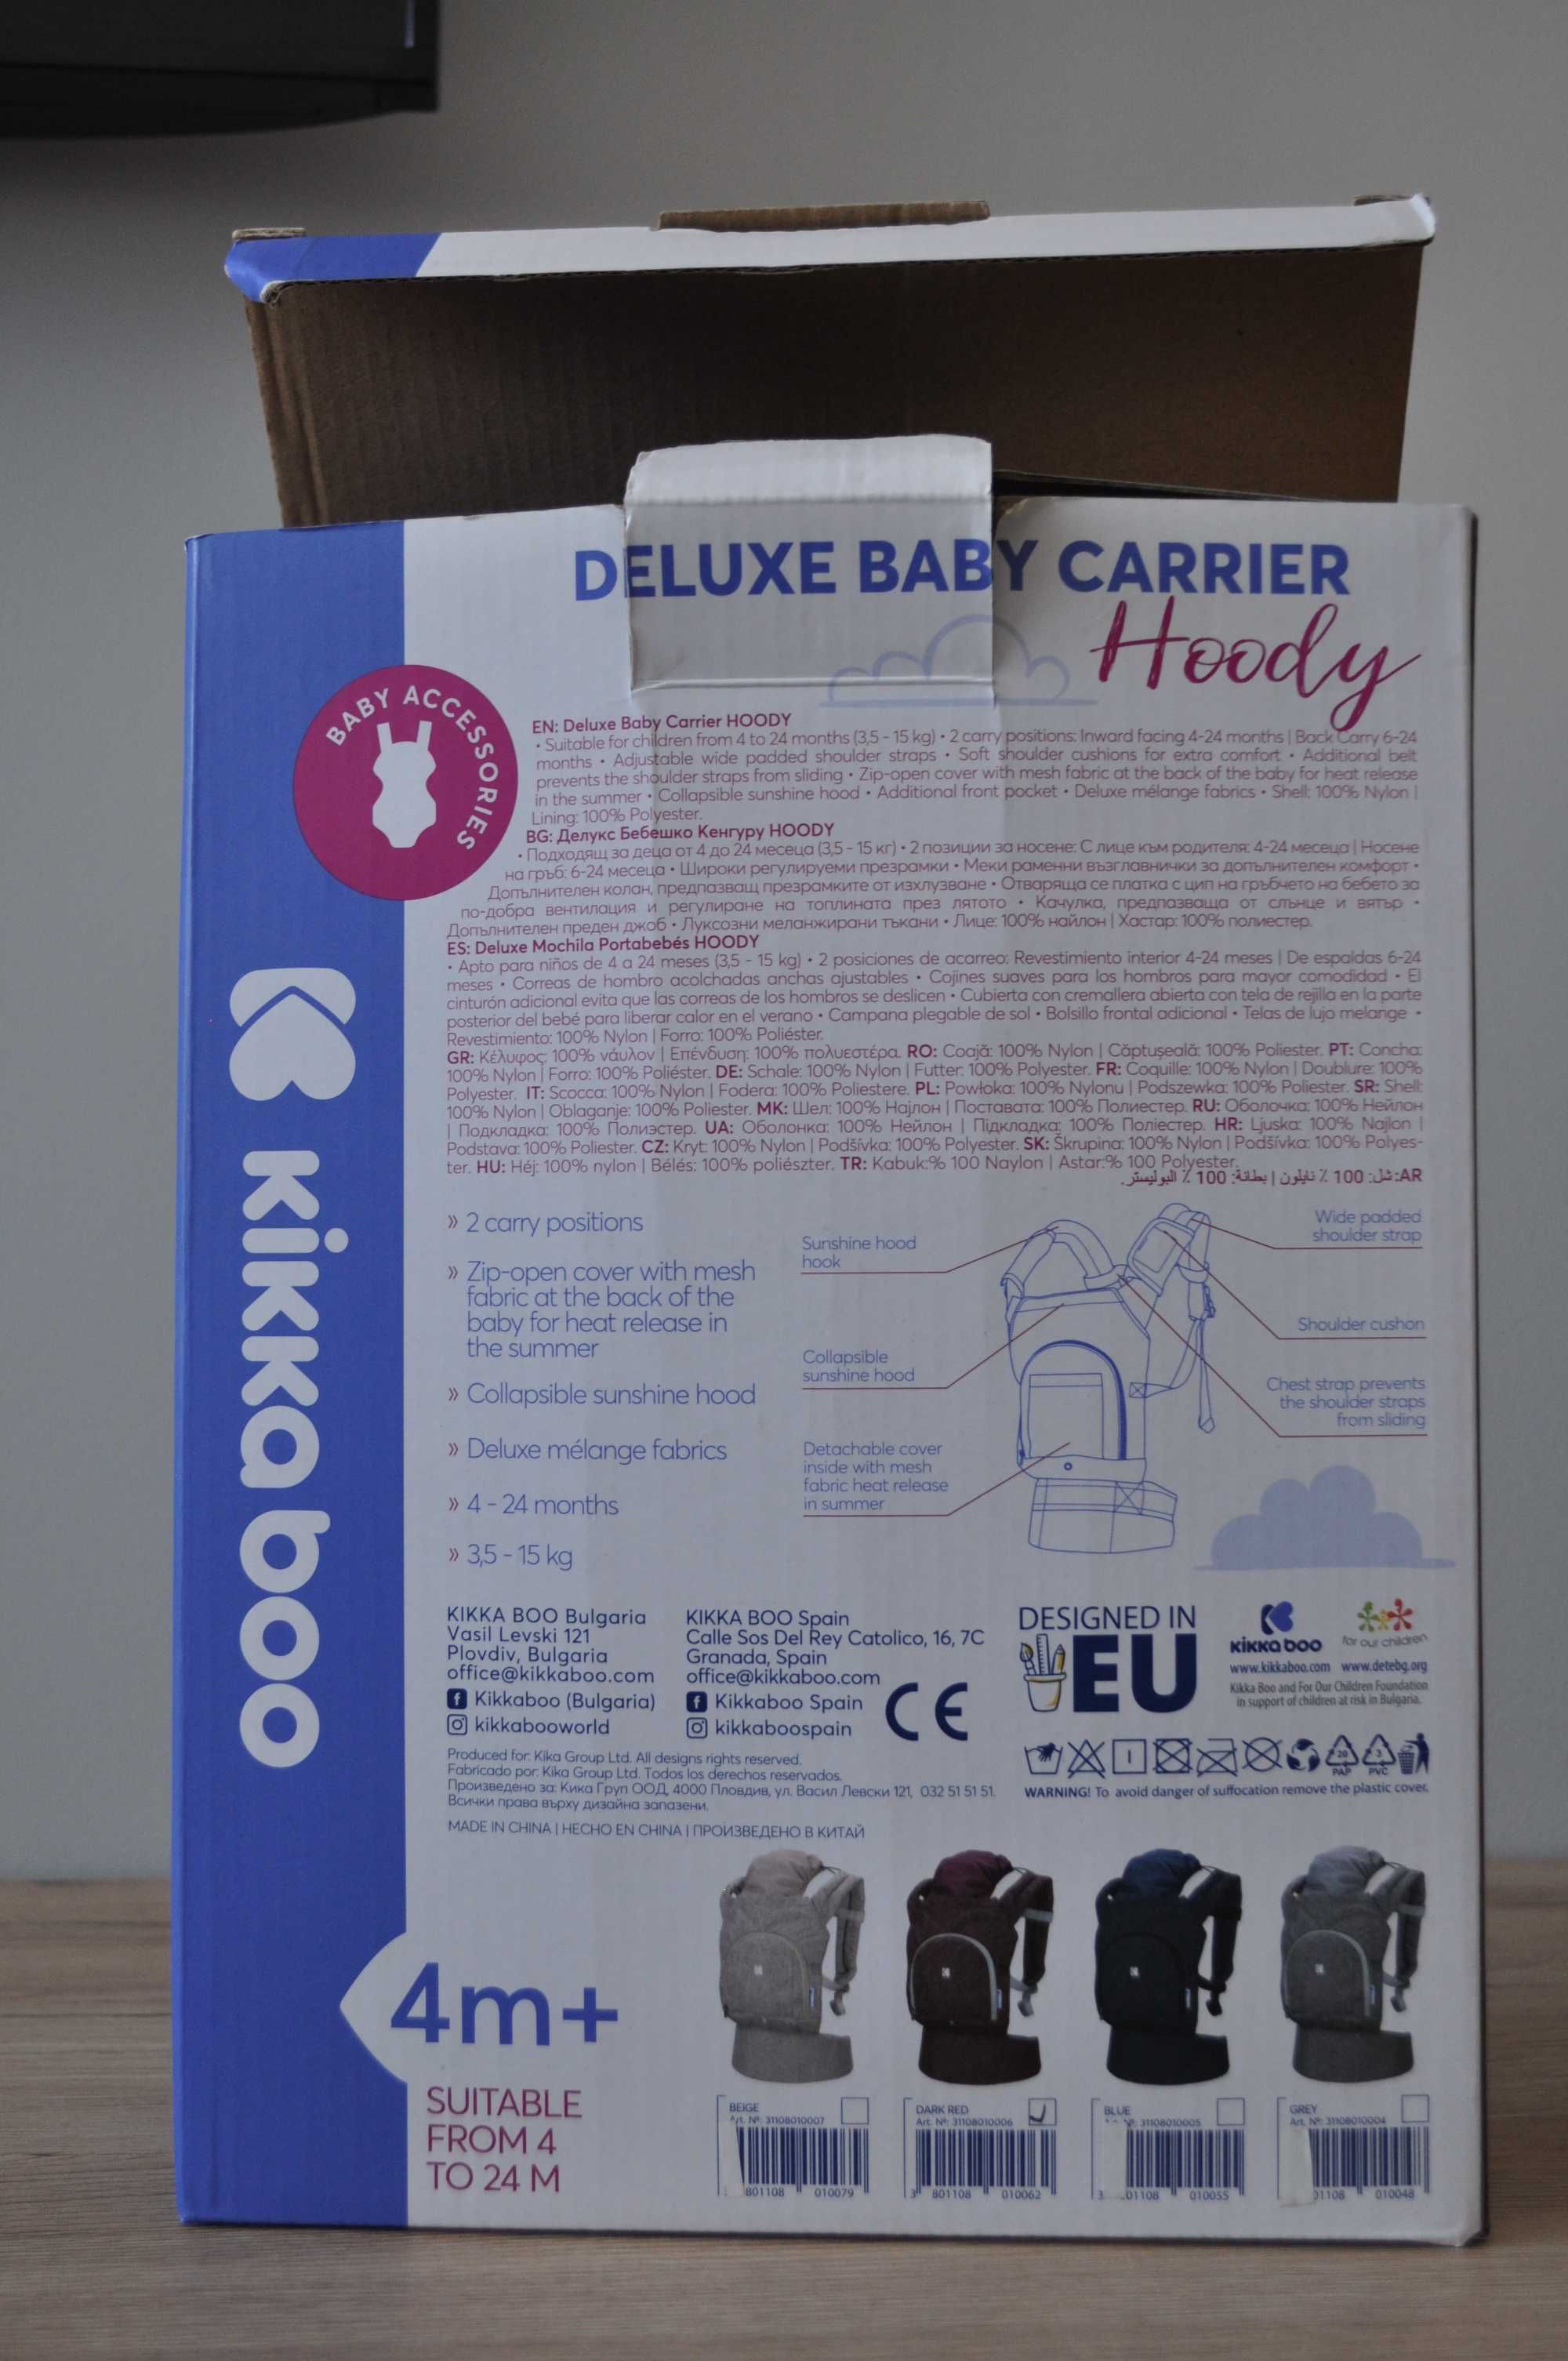 DELUXE BABY CARRIER
Hoody
BABY ACCESSORIES
EN: Deluxe Baby Carrier HOODY
• Suitable for children from 4 to 24 months (3,5 - 15 kg) • 2 carry positions: Inward facing 4-24 months | Back Carry 6-24
months • Adjustable wide padded shoulder straps • Soft shoulder cushions for extra comfort • Additional belt
prevents the shoulder straps from sliding • Zip-open cover with mesh fabric at the back of the baby for heat release
in the summer • Collapsible sunshine hood • Additional front pocket • Deluxe mélange fabrics • Shell: 100% Nylon |
Lining: 100% Polyester.
BG: Делукс Бебешко Кенгуру HOODY
• Подходящ за деца от 4 до 24 месеца (3,5 - 15 кг) • 2 позиции за носене: С лице към родителя: 4-24 месеца | Носене
на гръб: 6-24 месеца • Широки регулируеми презрамки • Меки раменни възглавнички за допълнителен комфорт •
Допълнителен колан, предпазващ презрамките от изхлузване • Отваряща се платка с цип на гръбчето на бебето за
по-добра вентилация и регулиране на топлината през лятото • Качулка, предпазваща от слънце и вятър •
Допълнителен преден джоб • Луксозни меланжирани тъкани • Лице: 100% найлон | Хастар: 100% полиестер.
ES: Deluxe Mochila Portabebés HOODY
• Apto para niños de 4 a 24 meses (3,5 - 15 kg) • 2 posiciones de acarreo: Revestimiento interior 4-24 meses | De espaldas 6-24
meses • Correas de hombro acolchadas anchas ajustables • Cojines suaves para los hombros para mayor comodidad • El
cinturón adicional evita que las correas de los hombros se deslicen • Cubierta con cremallera abierta con tela de rejilla en la parte
posterior del bebé para liberar calor en el verano • Campana plegable de sol • Bolsillo frontal adicional • Telas de lujo melange •
Revestimiento: 100% Nylon | Forro: 100% Poliéster.
GR: Κέλυφος: 100% νάυλον | Επένδυση: 100% πολυεστέρα. RO: Coajă: 100% Nylon | Căptușeală: 100% Poliester. PT: Concha:
100% Nylon | Forro: 100% Poliéster. DE: Schale: 100% Nylon | Futter: 100% Polyester. FR: Coquille: 100% Nylon | Doublure: 100%
Polyester. IT: Scocca: 100% Nylon | Fodera: 100% Poliestere. PL: Powłoka: 100% Nylonu | Podszewka: 100% Poliester. SR: Shell:
100% Nylon | Oblaganje: 100% Poliester. MK: Шел: 100% Најлон | Поставата: 100% Полиестер. RU: Оболочка: 100% Нейлон
| Подкладка: 100% Полиэстер. UA: Оболонка: 100% Нейлон | Підкладка: 100% Поліестер. HR: Ljuska: 100% Najlon |
Podstava: 100% Poliester. CZ: Kryt: 100% Nylon | Podšívka: 100% Polyester. SK: Škrupina: 100% Nylon | Podšívka: 100% Polyes-
ter. HU: Héj: 100% nylon | Bélés: 100% poliészter. TR: Kabuk:% 100 Naylon | Astar:% 100 Polyester.
AR: شل: 100 ٪ نايلون | بطانة: 100 ٪ البوليستر.
» 2 carry positions
» Zip-open cover with mesh
fabric at the back of the
baby for heat release in
the summer
» Collapsible sunshine hood
» Deluxe mélange fabrics
» 4 - 24 months
» 3,5 - 15 kg
Sunshine hood
hook
Collapsible
sunshine hood
Detachable cover
inside with mesh
fabric heat release
in summer
Wide padded
shoulder strap
Shoulder cushon
Chest strap prevents
the shoulder straps
from sliding
kikka boo
KIKKA BOO Bulgaria
Vasil Levski 121
Plovdiv, Bulgaria
office@kikkaboo.com
Kikkaboo (Bulgaria)
kikkabooworld
KIKKA BOO Spain
Calle Sos Del Rey Catolico, 16, 7C
Granada, Spain
office@kikkaboo.com
Kikkaboo Spain
kikkaboospain
CE
DESIGNED IN
EU
kikka boo
for our children
www.kikkaboo.com www.detebg.org
Kikka Boo and For Our Children Foundation
in support of children at risk in Bulgaria.
20
PAP
3
PVC
WARNING! To avoid danger of suffocation remove the plastic cover.
Produced for: Kika Group Ltd. All designs rights reserved.
Fabricado por: Kika Group Ltd. Todos los derechos reservados.
Произведено за: Кика Груп ООД, 4000 Пловдив, ул. Васил Левски 121, 032 51 51 51.
Всички права върху дизайна запазени.
MADE IN CHINA | HECHO EN CHINA | ПРОИЗВЕДЕНО В КИТАЙ
4m+
SUITABLE
FROM 4
TO 24 M
BEIGE
Art. Nº: 31108010007
801108 010079
DARK RED
Art. Nº: 31108010006
3 801108 010062
BLUE
Nº: 31108010005
3 01108 010055
GREY
Art. Nº: 31108010004
01108 010048